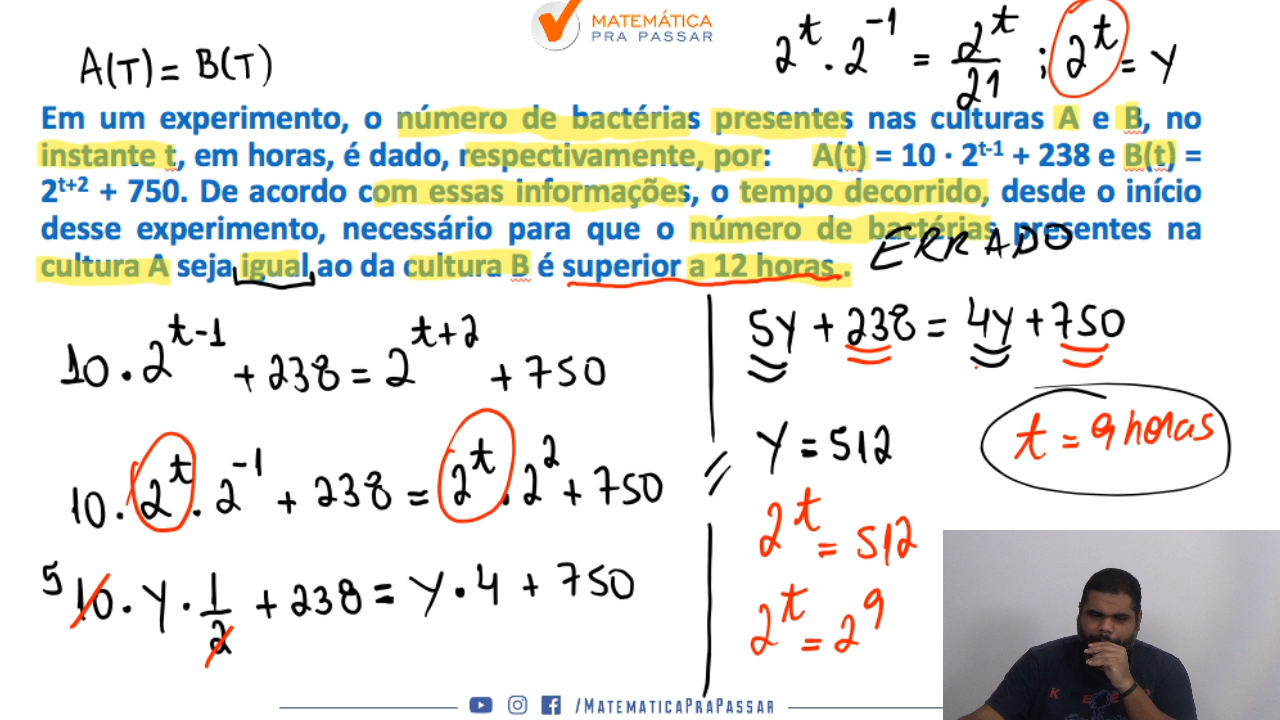 MATEMÁTICA
PRA PASSAR
A(T) = B(T)
2^t . 2^-1 = 2^t/21 ; 2^t = Y
Em um experimento, o número de bactérias presentes nas culturas A e B, no
instante t, em horas, é dado, respectivamente, por: A(t) = 10 · 2^t-1 + 238 e B(t) =
2^t+2 + 750. De acordo com essas informações, o tempo decorrido, desde o início
desse experimento, necessário para que o número de bactérias presentes na
cultura A seja igual ao da cultura B é superior a 12 horas.
ERRADO
10 . 2^t-1 + 238 = 2^t+2 + 750
10 . 2^t . 2^-1 + 238 = 2^t . 2^2 + 750
5 10 . Y . 1/2 + 238 = Y . 4 + 750
5Y + 238 = 4Y + 750
Y = 512
2^t = 512
2^t = 2^9
t = 9 horas
/MATEMATICAPRAPASSAR